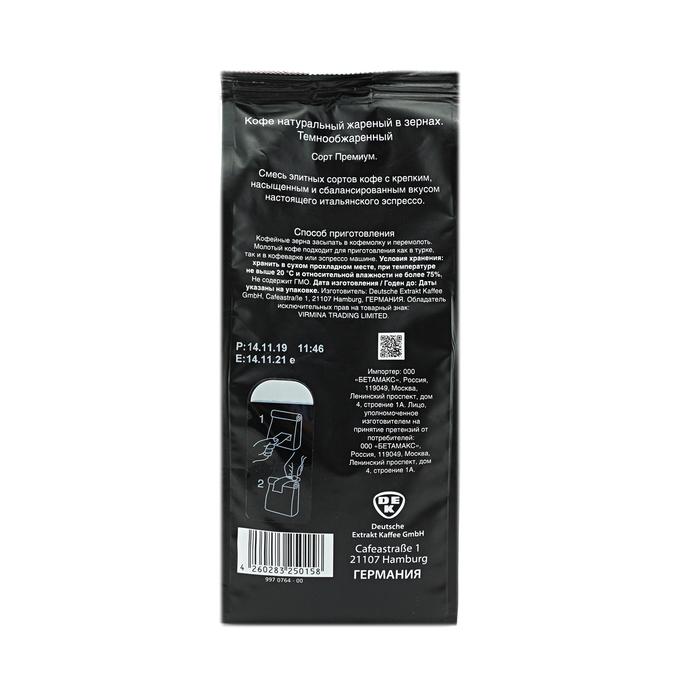 Кофе натуральный жареный в зернах.
Темнообжаренный
Сорт Премиум.
Смесь элитных сортов кофе с крепким,
насыщенным и сбалансированным вкусом
настоящего итальянского эспрессо.
Способ приготовления
Кофейные зерна засыпать в кофемолку и перемолоть.
Молотый кофе подходит для приготовления как в турке,
так и в кофеварке или эспрессо машине. Условия хранения:
хранить в сухом прохладном месте, при температуре
не выше 20 °C и относительной влажности не более 75%.
Не содержит ГМО. Дата изготовления / Годен до: Даты
указаны на упаковке. Изготовитель: Deutsche Extrakt Kaffee
GmbH, Cafeastraße 1, 21107 Hamburg. ГЕРМАНИЯ. Обладатель
исключительных прав на товарный знак:
VIRMINA TRADING LIMITED.
P:14.11.19 11:46
E:14.11.21 e
Импортер: ООО
«БЕТАМАКС», Россия,
119049, Москва,
Ленинский проспект, дом
4, строение 1А. Лицо,
уполномоченное
изготовителем на
принятие претензий от
потребителей:
ООО «БЕТАМАКС»,
Россия, 119049, Москва,
Ленинский проспект, дом
4, строение 1А.
1
2
DEK
Deutsche
Extrakt Kaffee GmbH
Cafeastraße 1
21107 Hamburg
ГЕРМАНИЯ
4 260283 250158
997 0764 - 00